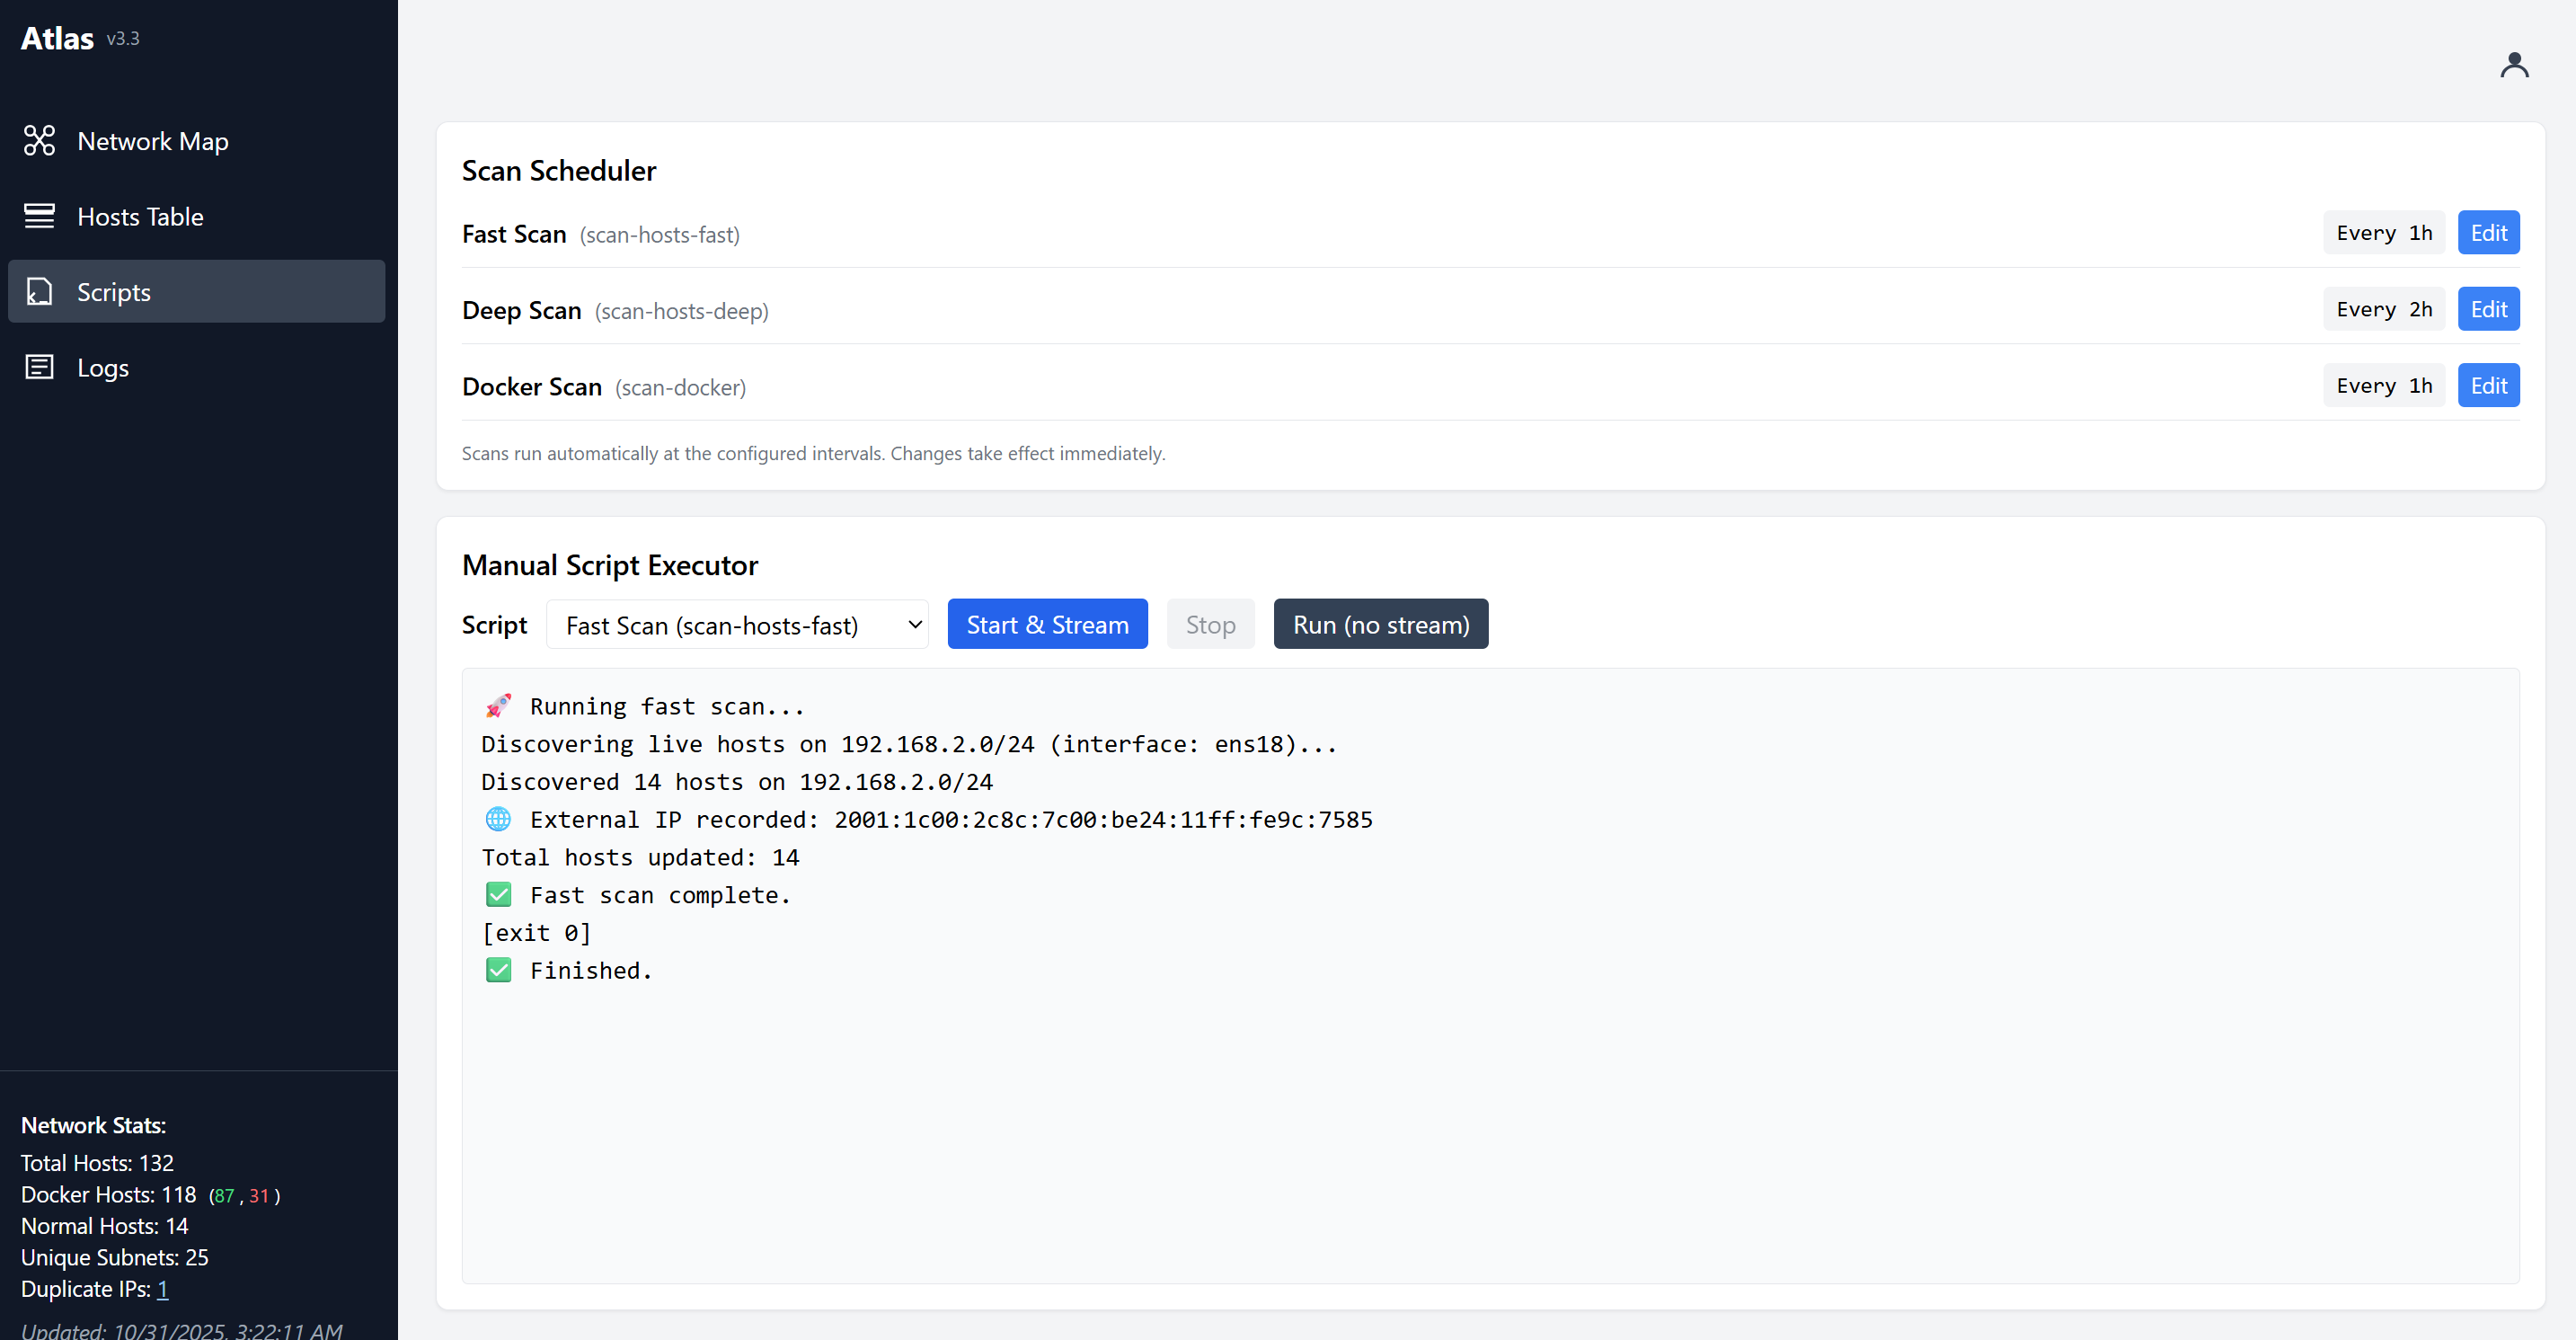 Atlas v3.3
Network Map
Hosts Table
Scripts
Logs
Network Stats:
Total Hosts: 132
Docker Hosts: 118 (87 , 31 )
Normal Hosts: 14
Unique Subnets: 25
Duplicate IPs: 1
Updated: 10/31/2025, 3:22:11 AM
Scan Scheduler
Fast Scan (scan-hosts-fast) Every 1h Edit
Deep Scan (scan-hosts-deep) Every 2h Edit
Docker Scan (scan-docker) Every 1h Edit
Scans run automatically at the configured intervals. Changes take effect immediately.
Manual Script Executor
Script Fast Scan (scan-hosts-fast) Start & Stream Stop Run (no stream)
🚀 Running fast scan...
Discovering live hosts on 192.168.2.0/24 (interface: ens18)...
Discovered 14 hosts on 192.168.2.0/24
🌐 External IP recorded: 2001:1c00:2c8c:7c00:be24:11ff:fe9c:7585
Total hosts updated: 14
✅ Fast scan complete.
[exit 0]
✅ Finished.